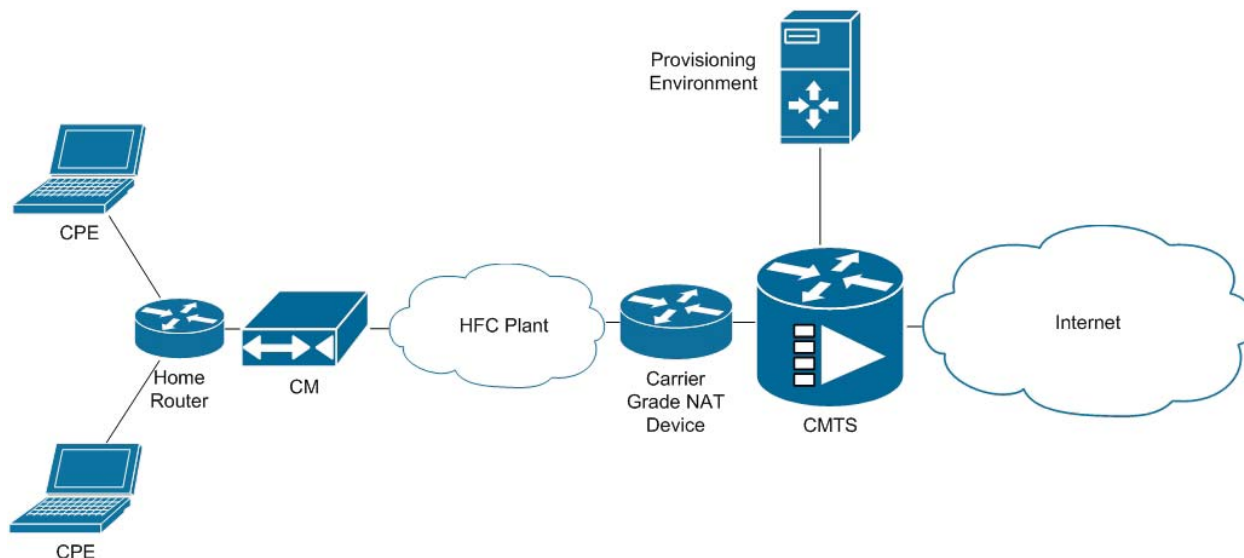 Provisioning
Environment
CPE
HFC Plant
Internet
Home
Router
CM
Carrier
Grade NAT
Device
CMTS
CPE